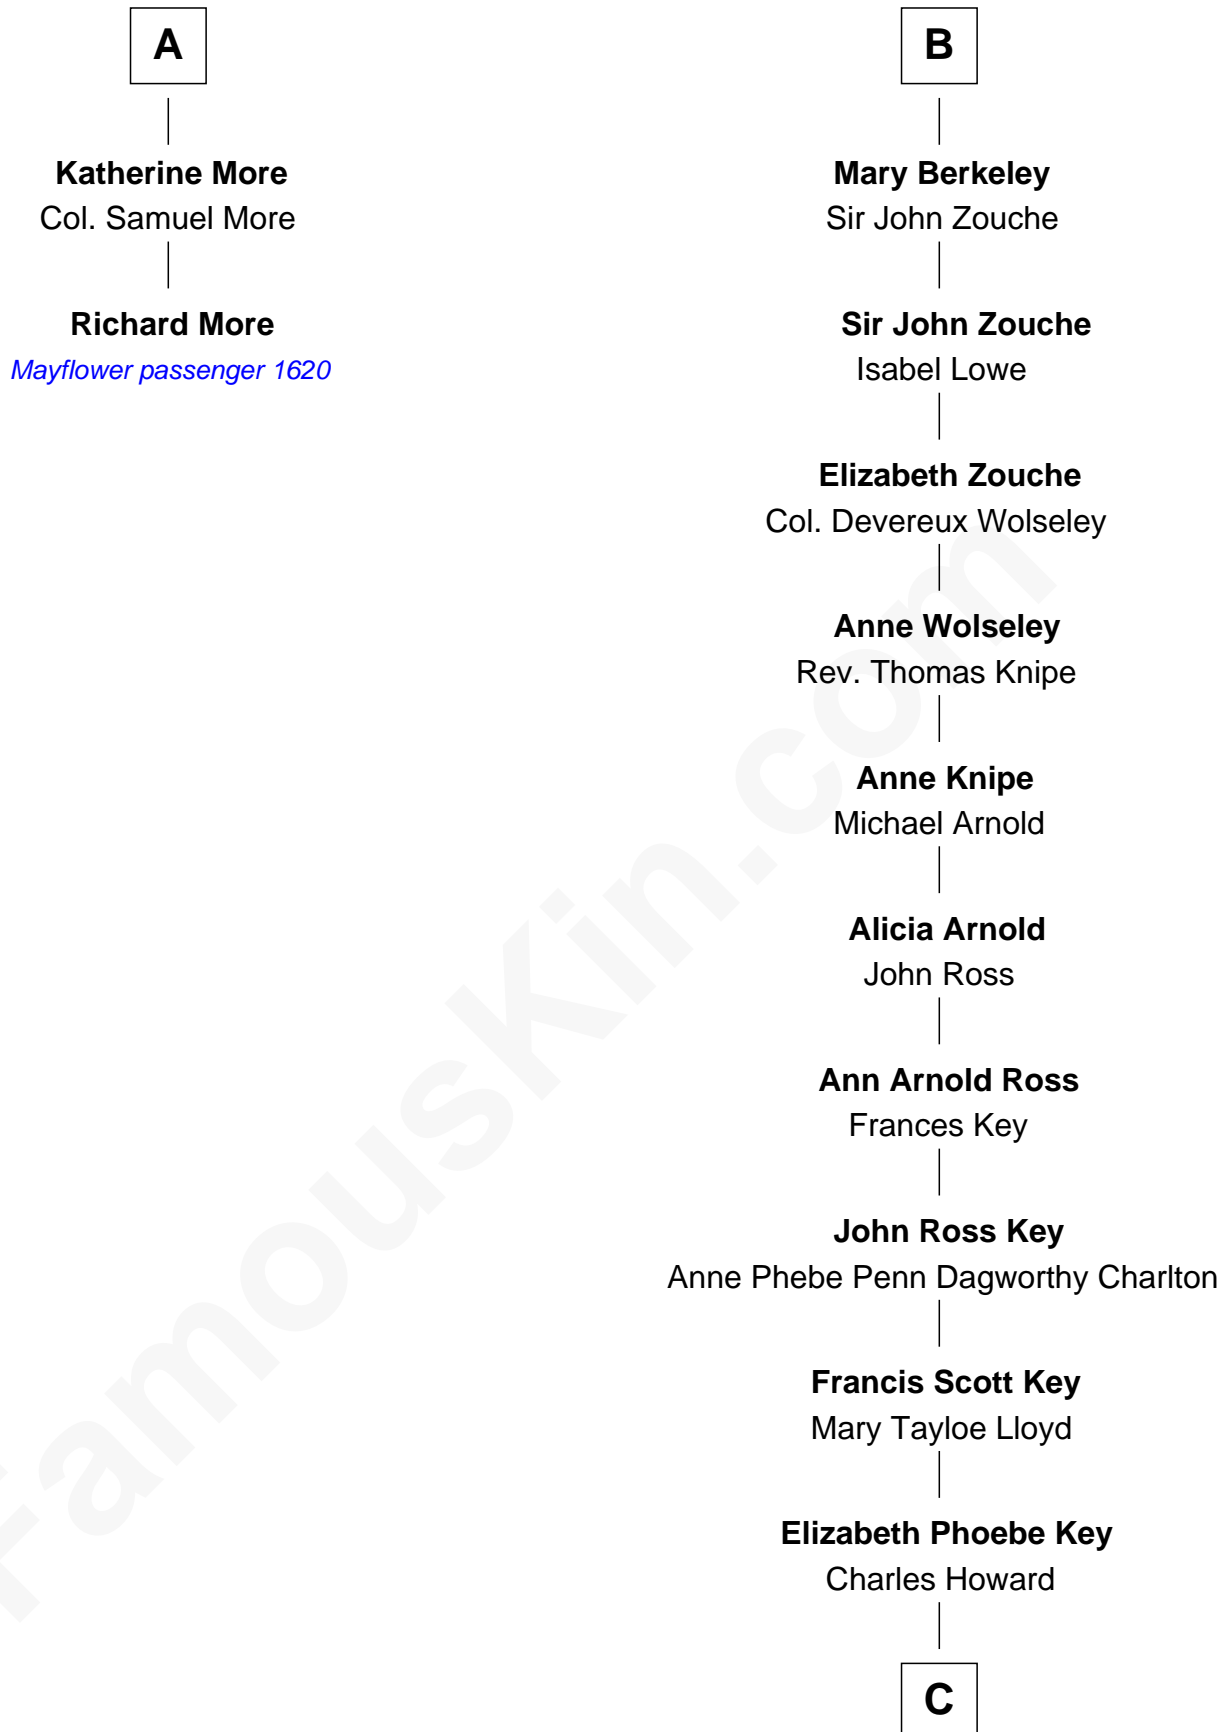 A
Katherine More
Col. Samuel More
Richard More
Mayflower passenger 1620
B
Mary Berkeley
Sir John Zouche
Sir John Zouche
Isabel Lowe
Elizabeth Zouche
Col. Devereux Wolseley
Anne Wolseley
Rev. Thomas Knipe
Anne Knipe
Michael Arnold
Alicia Arnold
John Ross
Ann Arnold Ross
Frances Key
John Ross Key
Anne Phebe Penn Dagworthy Charlton
Francis Scott Key
Mary Tayloe Lloyd
Elizabeth Phoebe Key
Charles Howard
C
FamousKin.com